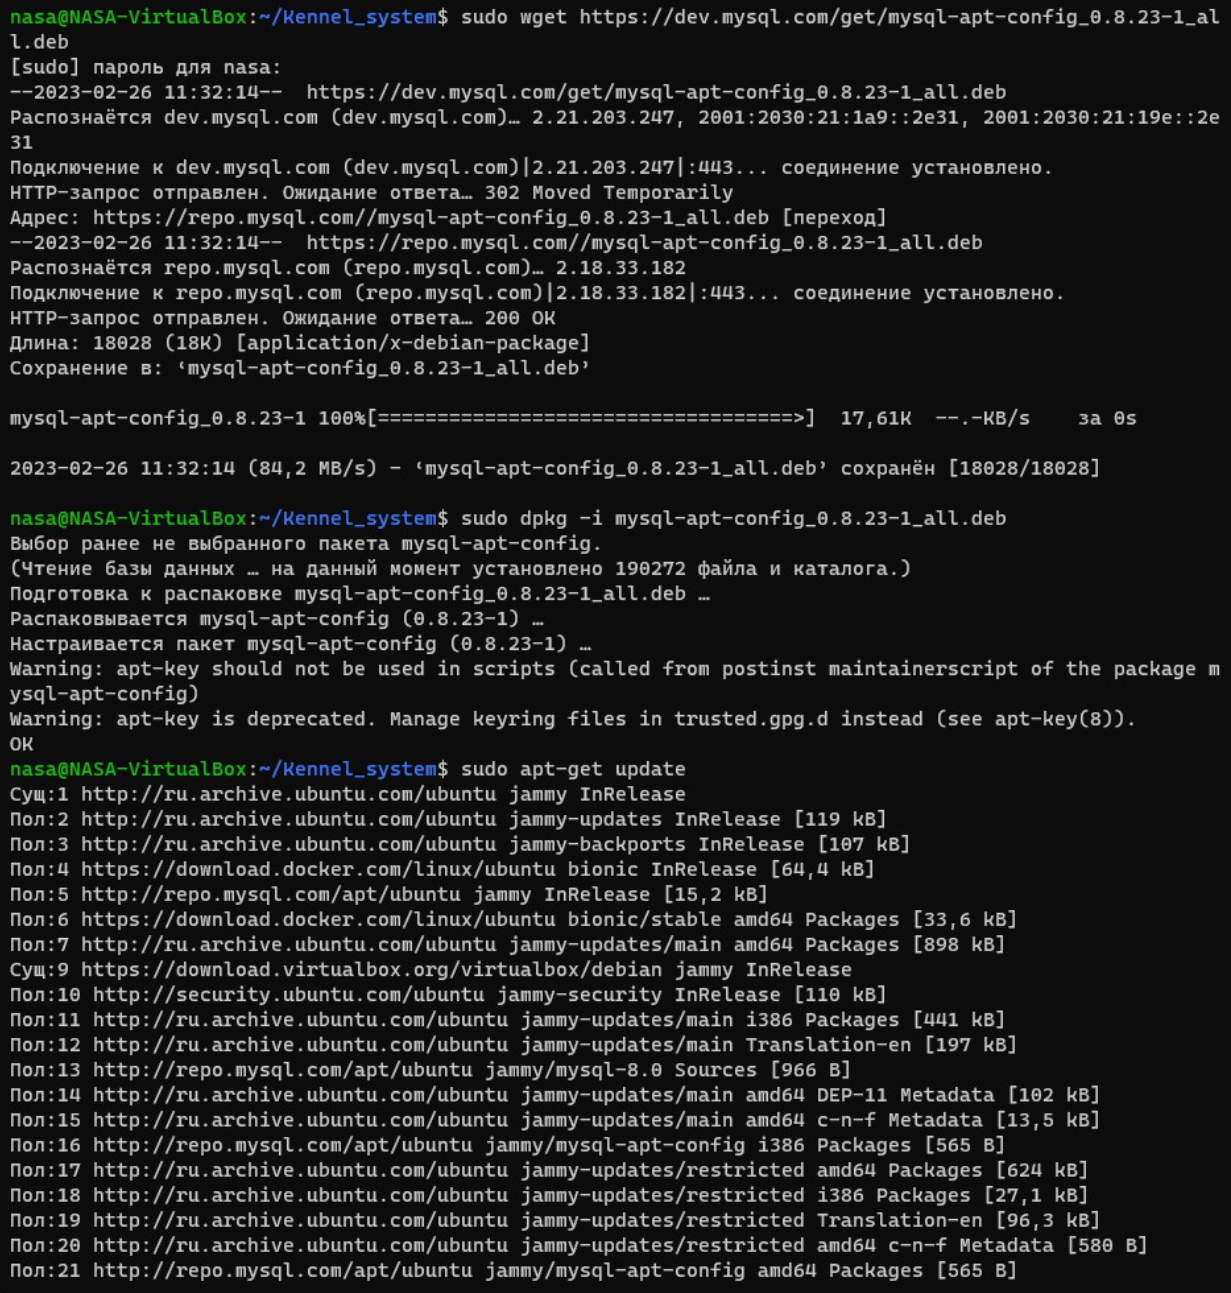 nasa@NASA-VirtualBox:~/Kennel_system$ sudo wget https://dev.mysql.com/get/mysql-apt-config_0.8.23-1_al
l.deb
[sudo] пароль для nasa:
--2023-02-26 11:32:14--  https://dev.mysql.com/get/mysql-apt-config_0.8.23-1_all.deb
Распознаётся dev.mysql.com (dev.mysql.com)… 2.21.203.247, 2001:2030:21:1a9::2e31, 2001:2030:21:19e::2e
31
Подключение к dev.mysql.com (dev.mysql.com)|2.21.203.247|:443... соединение установлено.
HTTP-запрос отправлен. Ожидание ответа… 302 Moved Temporarily
Адрес: https://repo.mysql.com//mysql-apt-config_0.8.23-1_all.deb [переход]
--2023-02-26 11:32:14--  https://repo.mysql.com//mysql-apt-config_0.8.23-1_all.deb
Распознаётся repo.mysql.com (repo.mysql.com)… 2.18.33.182
Подключение к repo.mysql.com (repo.mysql.com)|2.18.33.182|:443... соединение установлено.
HTTP-запрос отправлен. Ожидание ответа… 200 OK
Длина: 18028 (18K) [application/x-debian-package]
Сохранение в: ‘mysql-apt-config_0.8.23-1_all.deb’
mysql-apt-config_0.8.23-1 100%[===================================>]  17,61K  --.-KB/s    за 0s
2023-02-26 11:32:14 (84,2 MB/s) - ‘mysql-apt-config_0.8.23-1_all.deb’ сохранён [18028/18028]
nasa@NASA-VirtualBox:~/Kennel_system$ sudo dpkg -i mysql-apt-config_0.8.23-1_all.deb
Выбор ранее не выбранного пакета mysql-apt-config.
(Чтение базы данных … на данный момент установлено 190272 файла и каталога.)
Подготовка к распаковке mysql-apt-config_0.8.23-1_all.deb …
Распаковывается mysql-apt-config (0.8.23-1) …
Настраивается пакет mysql-apt-config (0.8.23-1) …
Warning: apt-key should not be used in scripts (called from postinst maintainerscript of the package m
ysql-apt-config)
Warning: apt-key is deprecated. Manage keyring files in trusted.gpg.d instead (see apt-key(8)).
OK
nasa@NASA-VirtualBox:~/Kennel_system$ sudo apt-get update
Сущ:1 http://ru.archive.ubuntu.com/ubuntu jammy InRelease
Пол:2 http://ru.archive.ubuntu.com/ubuntu jammy-updates InRelease [119 kB]
Пол:3 http://ru.archive.ubuntu.com/ubuntu jammy-backports InRelease [107 kB]
Пол:4 https://download.docker.com/linux/ubuntu bionic InRelease [64,4 kB]
Пол:5 http://repo.mysql.com/apt/ubuntu jammy InRelease [15,2 kB]
Пол:6 https://download.docker.com/linux/ubuntu bionic/stable amd64 Packages [33,6 kB]
Пол:7 http://ru.archive.ubuntu.com/ubuntu jammy-updates/main amd64 Packages [898 kB]
Сущ:9 https://download.virtualbox.org/virtualbox/debian jammy InRelease
Пол:10 http://security.ubuntu.com/ubuntu jammy-security InRelease [110 kB]
Пол:11 http://ru.archive.ubuntu.com/ubuntu jammy-updates/main i386 Packages [441 kB]
Пол:12 http://ru.archive.ubuntu.com/ubuntu jammy-updates/main Translation-en [197 kB]
Пол:13 http://repo.mysql.com/apt/ubuntu jammy/mysql-8.0 Sources [966 B]
Пол:14 http://ru.archive.ubuntu.com/ubuntu jammy-updates/main amd64 DEP-11 Metadata [102 kB]
Пол:15 http://ru.archive.ubuntu.com/ubuntu jammy-updates/main amd64 c-n-f Metadata [13,5 kB]
Пол:16 http://repo.mysql.com/apt/ubuntu jammy/mysql-apt-config i386 Packages [565 B]
Пол:17 http://ru.archive.ubuntu.com/ubuntu jammy-updates/restricted amd64 Packages [624 kB]
Пол:18 http://ru.archive.ubuntu.com/ubuntu jammy-updates/restricted i386 Packages [27,1 kB]
Пол:19 http://ru.archive.ubuntu.com/ubuntu jammy-updates/restricted Translation-en [96,3 kB]
Пол:20 http://ru.archive.ubuntu.com/ubuntu jammy-updates/restricted amd64 c-n-f Metadata [580 B]
Пол:21 http://repo.mysql.com/apt/ubuntu jammy/mysql-apt-config amd64 Packages [565 B]